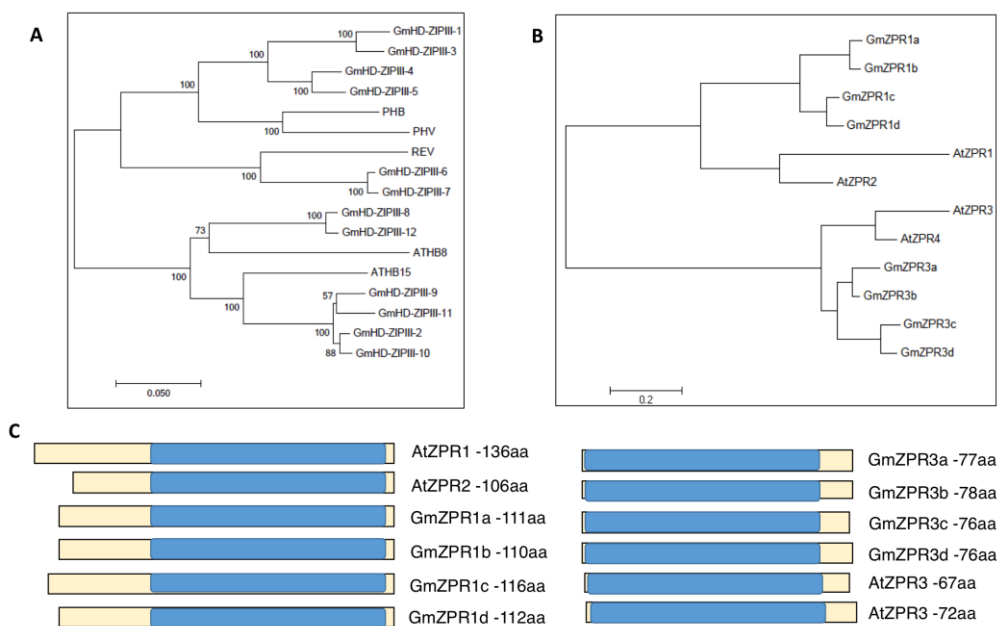 A
GmHD-ZIPIII-1
100
GmHD-ZIPIII-3
100
GmHD-ZIPIII-4
100
GmHD-ZIPIII-5
100
PHB
100
PHV
REV
100
GmHD-ZIPIII-6
100
GmHD-ZIPIII-7
GmHD-ZIPIII-8
100
GmHD-ZIPIII-12
73
ATHB8
100
ATHB15
100
GmHD-ZIPIII-9
57
GmHD-ZIPIII-11
100
GmHD-ZIPIII-2
88
GmHD-ZIPIII-10
0.050
B
GmZPR1a
GmZPR1b
GmZPR1c
GmZPR1d
AtZPR1
AtZPR2
AtZPR3
AtZPR4
GmZPR3a
GmZPR3b
GmZPR3c
GmZPR3d
0.2
C
AtZPR1 -136aa
AtZPR2 -106aa
GmZPR1a -111aa
GmZPR1b -110aa
GmZPR1c -116aa
GmZPR1d -112aa
GmZPR3a -77aa
GmZPR3b -78aa
GmZPR3c -76aa
GmZPR3d -76aa
AtZPR3 -67aa
AtZPR3 -72aa